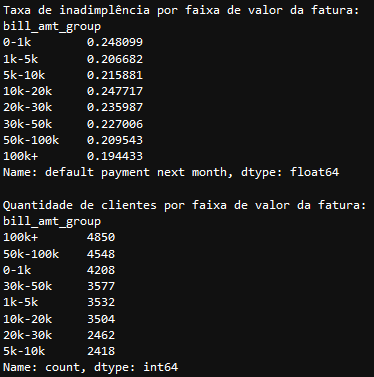 Taxa de inadimplência por faixa de valor da fatura:
bill_amt_group
0-1k 0.248099
1k-5k 0.206682
5k-10k 0.215881
10k-20k 0.247717
20k-30k 0.235987
30k-50k 0.227006
50k-100k 0.209543
100k+ 0.194433
Name: default payment next month, dtype: float64

Quantidade de clientes por faixa de valor da fatura:
bill_amt_group
100k+ 4850
50k-100k 4548
0-1k 4208
30k-50k 3577
1k-5k 3532
10k-20k 3504
20k-30k 2462
5k-10k 2418
Name: count, dtype: int64